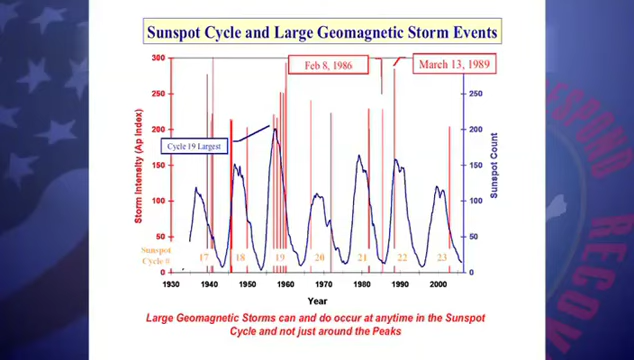 Sunspot Cycle and Large Geomagnetic Storm Events
Feb 8, 1986
March 13, 1989
Cycle 19 Largest
Storm Intensity (Ap Index)
300
250
200
150
100
50
0
Sunspot Count
250
200
150
100
50
0
Sunspot
Cycle #
17 18 19 20 21 22 23
1930 1940 1950 1960 1970 1980 1990 2000
Year
Large Geomagnetic Storms can and do occur at anytime in the Sunspot
Cycle and not just around the Peaks
RESPOND
RECOV